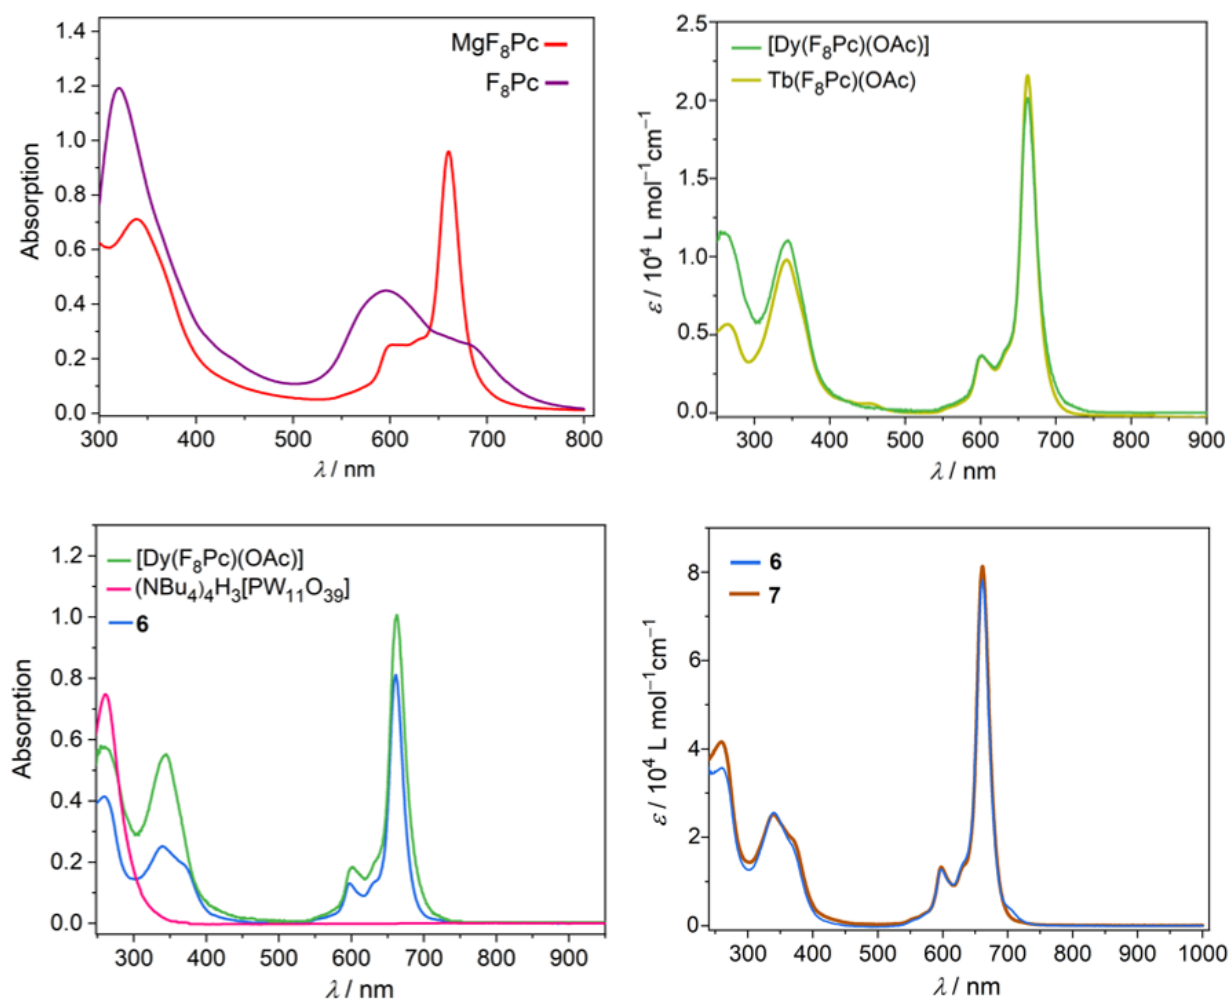 1.4
1.2
1.0
0.8
0.6
0.4
0.2
0.0
Absorption
MgF₈Pc
F₈Pc
300 400 500 600 700 800
λ / nm
2.5
2.0
1.5
1.0
0.5
0.0
ε / 10⁴ L mol⁻¹cm⁻¹
[Dy(F₈Pc)(OAc)]
Tb(F₈Pc)(OAc)
300 400 500 600 700 800 900
λ / nm
1.2
1.0
0.8
0.6
0.4
0.2
0.0
Absorption
[Dy(F₈Pc)(OAc)]
(NBu₄)₄H₃[PW₁₁O₃₉]
6
300 400 500 600 700 800 900
λ / nm
8
6
4
2
0
ε / 10⁴ L mol⁻¹cm⁻¹
6
7
300 400 500 600 700 800 900 1000
λ / nm